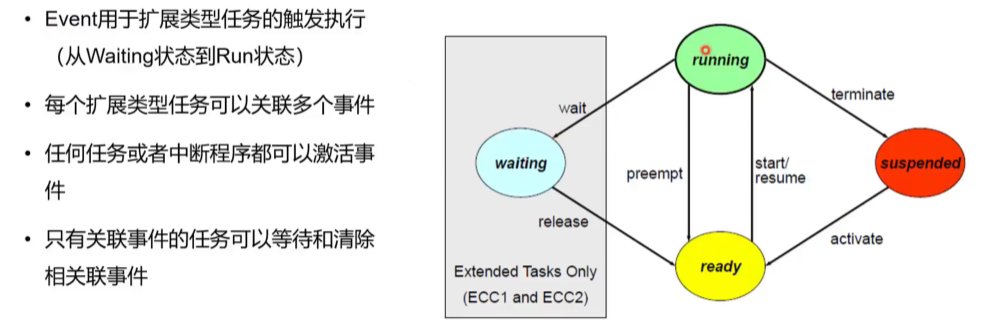 • Event用于扩展类型任务的触发执行
（从Waiting状态到Run状态）
• 每个扩展类型任务可以关联多个事件
• 任何任务或者中断程序都可以激活事
件
• 只有关联事件的任务可以等待和清除
相关联事件
running
wait
terminate
waiting
preempt
start/
resume
suspended
release
activate
ready
Extended Tasks Only
(ECC1 and ECC2)